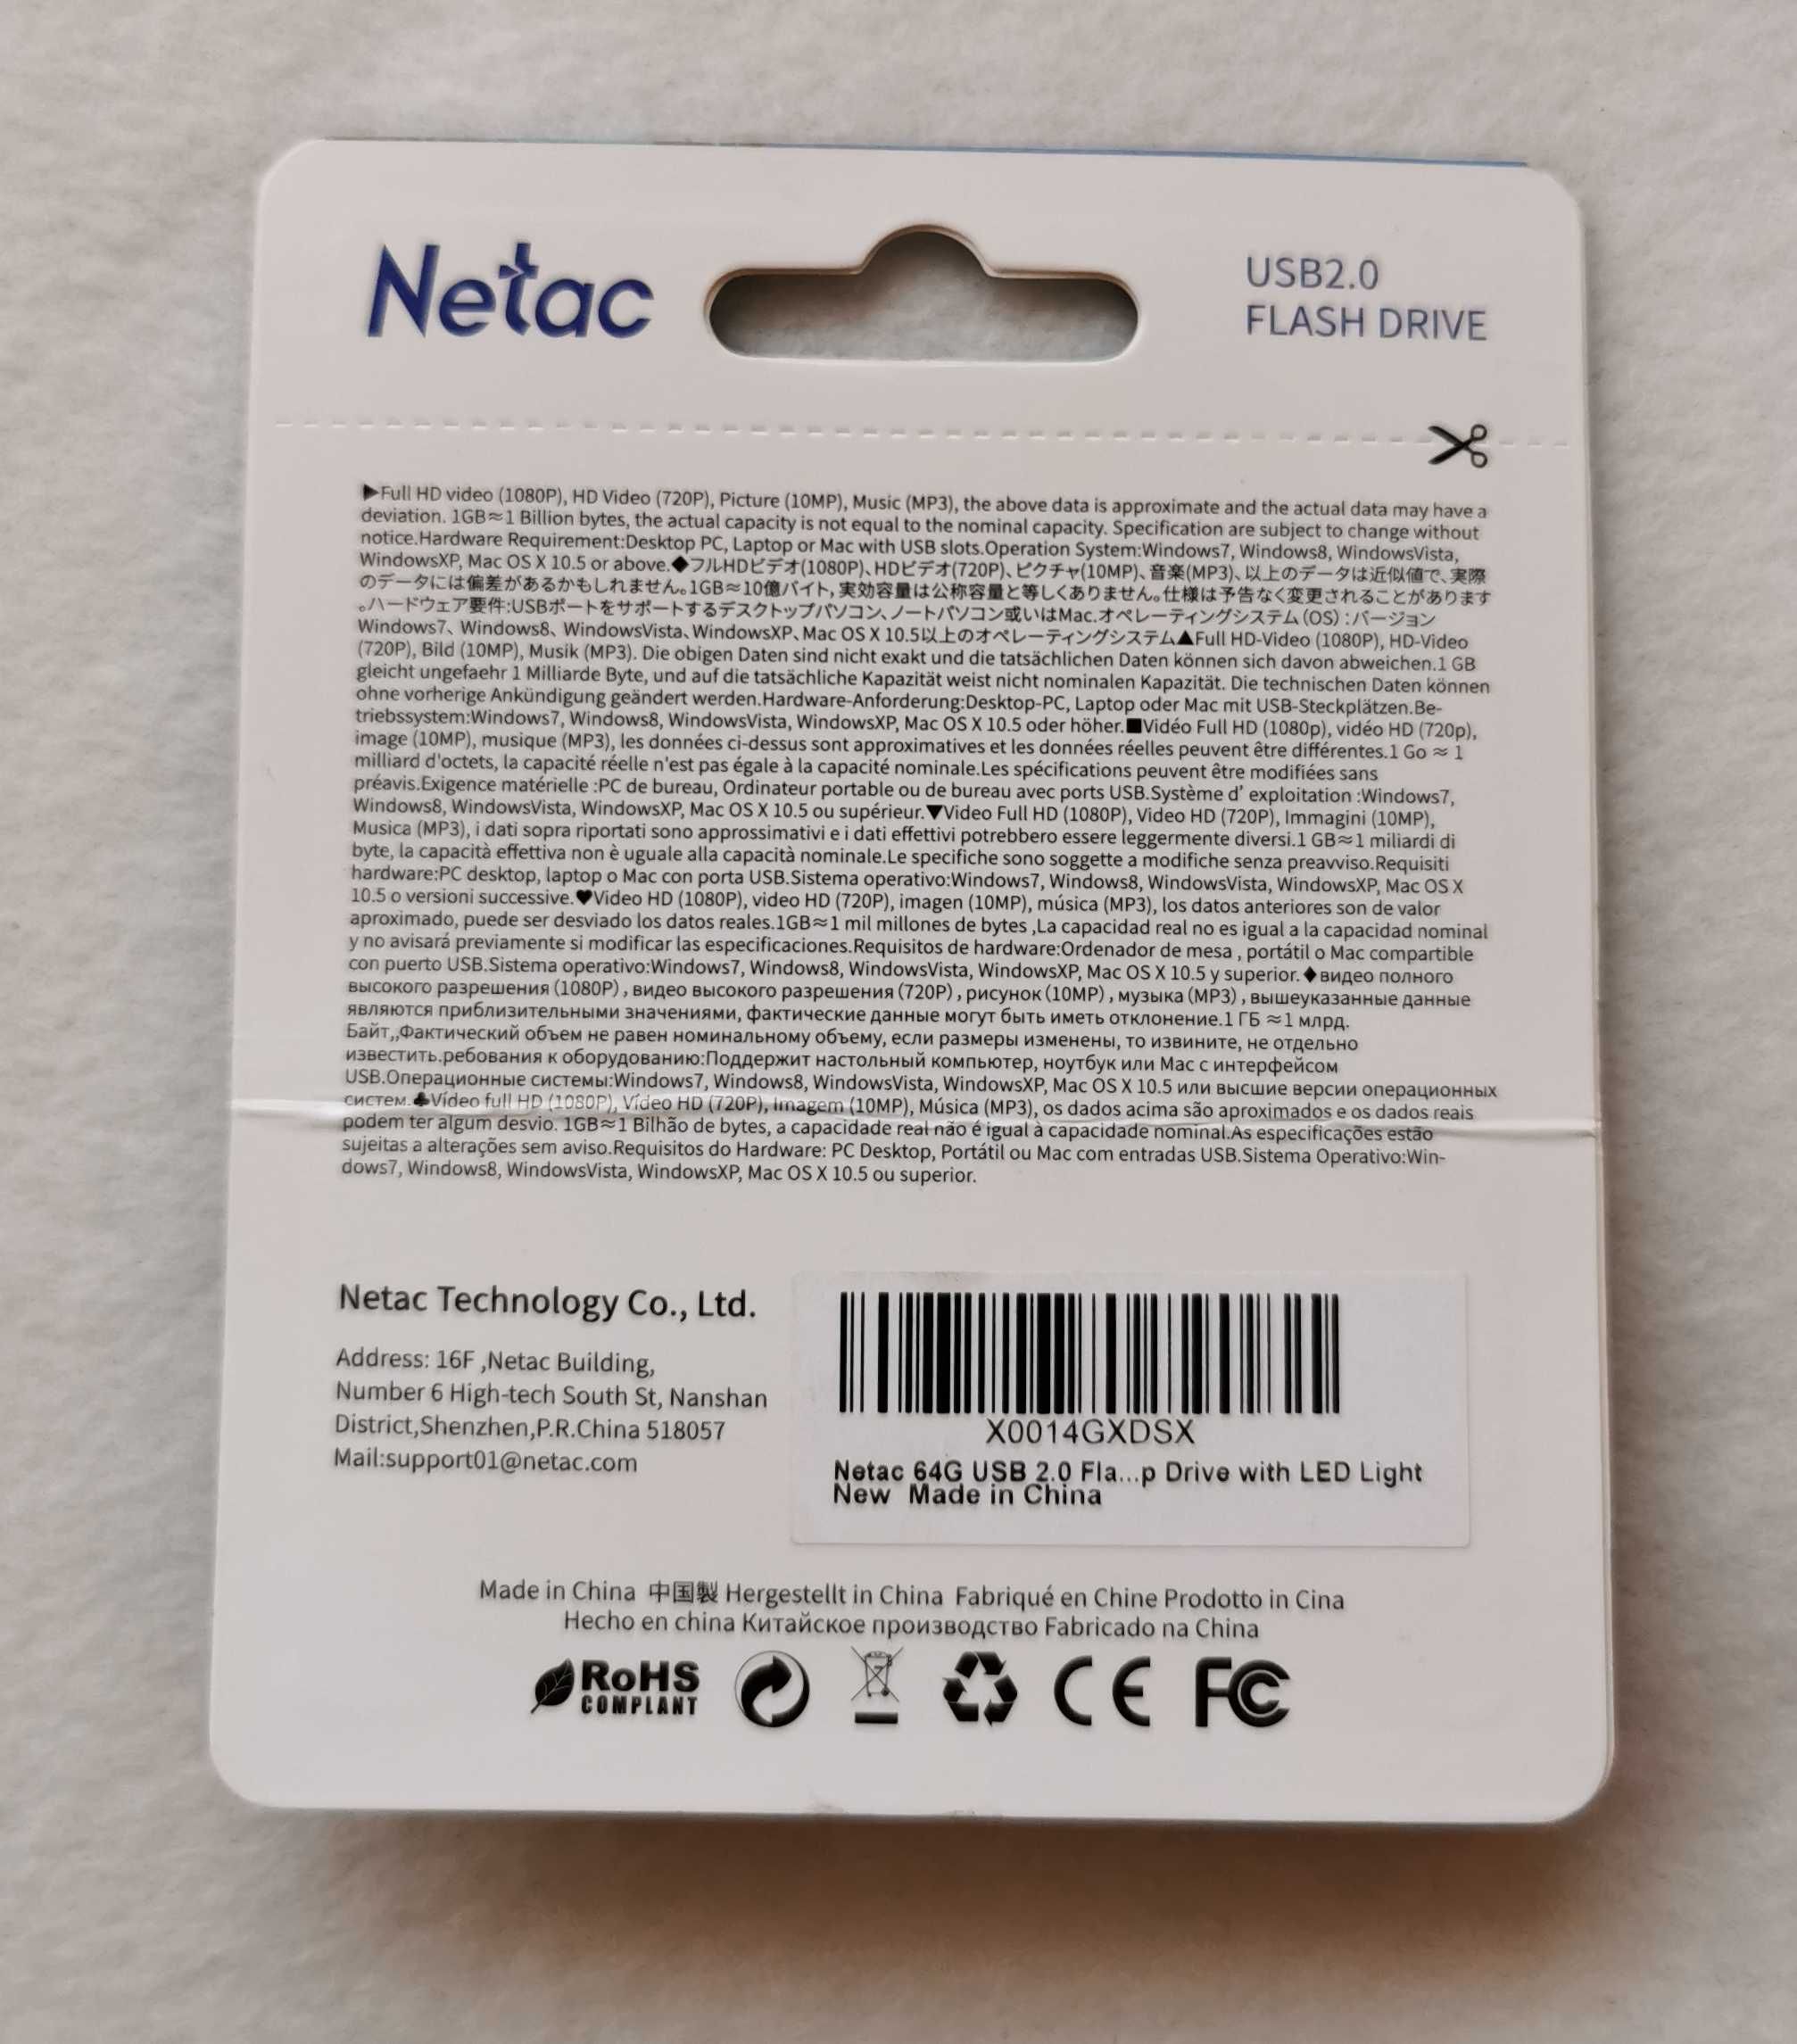 Netac
USB2.0
FLASH DRIVE
▶Full HD video (1080P), HD Video (720P), Picture (10MP), Music (MP3), the above data is approximate and the actual data may have a
deviation. 1GB≈1 Billion bytes, the actual capacity is not equal to the nominal capacity. Specification are subject to change without
notice.Hardware Requirement:Desktop PC, Laptop or Mac with USB slots.Operation System:Windows7, Windows8, WindowsVista,
WindowsXP, Mac OS X 10.5 or above.◆フルHDビデオ(1080P)、HDビデオ(720P)、ピクチャ(10MP)、音楽(MP3)、以上のデータは近似値で、実際
のデータには偏差があるかもしれません。1GB≈10億バイト,実効容量は公称容量と等しくありません。仕様は予告なく変更されることがあります
。ハードウェア要件:USBポートをサポートするデスクトップパソコン、ノートパソコン或いはMac.オペレーティングシステム(OS):バージョン
Windows7、Windows8、WindowsVista、WindowsXP、Mac OS X 10.5以上のオペレーティングシステム▲Full HD-Video (1080P), HD-Video
(720P), Bild (10MP), Musik (MP3). Die obigen Daten sind nicht exakt und die tatsächlichen Daten können sich davon abweichen.1 GB
gleicht ungefaehr 1 Milliarde Byte, und auf die tatsächliche Kapazität weist nicht nominalen Kapazität. Die technischen Daten können
ohne vorherige Ankündigung geändert werden.Hardware-Anforderung:Desktop-PC, Laptop oder Mac mit USB-Steckplätzen.Be-
triebssystem:Windows7, Windows8, WindowsVista, WindowsXP, Mac OS X 10.5 oder höher.■Vidéo Full HD (1080p), vidéo HD (720p),
image (10MP), musique (MP3), les données ci-dessus sont approximatives et les données réelles peuvent être différentes.1 Go ≈ 1
milliard d'octets, la capacité réelle n'est pas égale à la capacité nominale.Les spécifications peuvent être modifiées sans
préavis.Exigence matérielle :PC de bureau, Ordinateur portable ou de bureau avec ports USB.Système d' exploitation :Windows7,
Windows8, WindowsVista, WindowsXP, Mac OS X 10.5 ou supérieur.▼Video Full HD (1080P), Video HD (720P), Immagini (10MP),
Musica (MP3), i dati sopra riportati sono approssimativi e i dati effettivi potrebbero essere leggermente diversi.1 GB≈1 miliardi di
byte, la capacità effettiva non è uguale alla capacità nominale.Le specifiche sono soggette a modifiche senza preavviso.Requisiti
hardware:PC desktop, laptop o Mac con porta USB.Sistema operativo:Windows7, Windows8, WindowsVista, WindowsXP, Mac OS X
10.5 o versioni successive.♥Video HD (1080P), video HD (720P), imagen (10MP), música (MP3), los datos anteriores son de valor
aproximado, puede ser desviado los datos reales.1GB≈1 mil millones de bytes ,La capacidad real no es igual a la capacidad nominal
y no avisará previamente si modificar las especificaciones.Requisitos de hardware:Ordenador de mesa , portátil o Mac compartible
con puerto USB.Sistema operativo:Windows7, Windows8, WindowsVista, WindowsXP, Mac OS X 10.5 y superior.♦видео полного
высокого разрешения (1080P) , видео высокого разрешения (720P) , рисунок (10MP) , музыка (MP3) , вышеуказанные данные
являются приблизительными значениями, фактические данные могут быть иметь отклонение.1 ГБ ≈1 млрд.
Байт,,Фактический объем не равен номинальному объему, если размеры изменены, то извините, не отдельно
известить.ребования к оборудованию:Поддержит настольный компьютер, ноутбук или Mac с интерфейсом
USB.Операционные системы:Windows7, Windows8, WindowsVista, WindowsXP, Mac OS X 10.5 или высшие версии операционных
систем.♣Vídeo full HD (1080P), Vídeo HD (720P), Imagem (10MP), Música (MP3), os dados acima são aproximados e os dados reais
podem ter algum desvio. 1GB≈1 Bilhão de bytes, a capacidade real não é igual à capacidade nominal.As especificações estão
sujeitas a alterações sem aviso.Requisitos do Hardware: PC Desktop, Portátil ou Mac com entradas USB.Sistema Operativo:Win-
dows7, Windows8, WindowsVista, WindowsXP, Mac OS X 10.5 ou superior.
Netac Technology Co., Ltd.
Address: 16F ,Netac Building,
Number 6 High-tech South St, Nanshan
District,Shenzhen,P.R.China 518057
Mail:support01@netac.com
X0014GXDSX
Netac 64G USB 2.0 Fla...p Drive with LED Light
New Made in China
Made in China 中国製 Hergestellt in China Fabriqué en Chine Prodotto in Cina
Hecho en china Китайское производство Fabricado na China
RoHS
COMPLANT
CE
FC